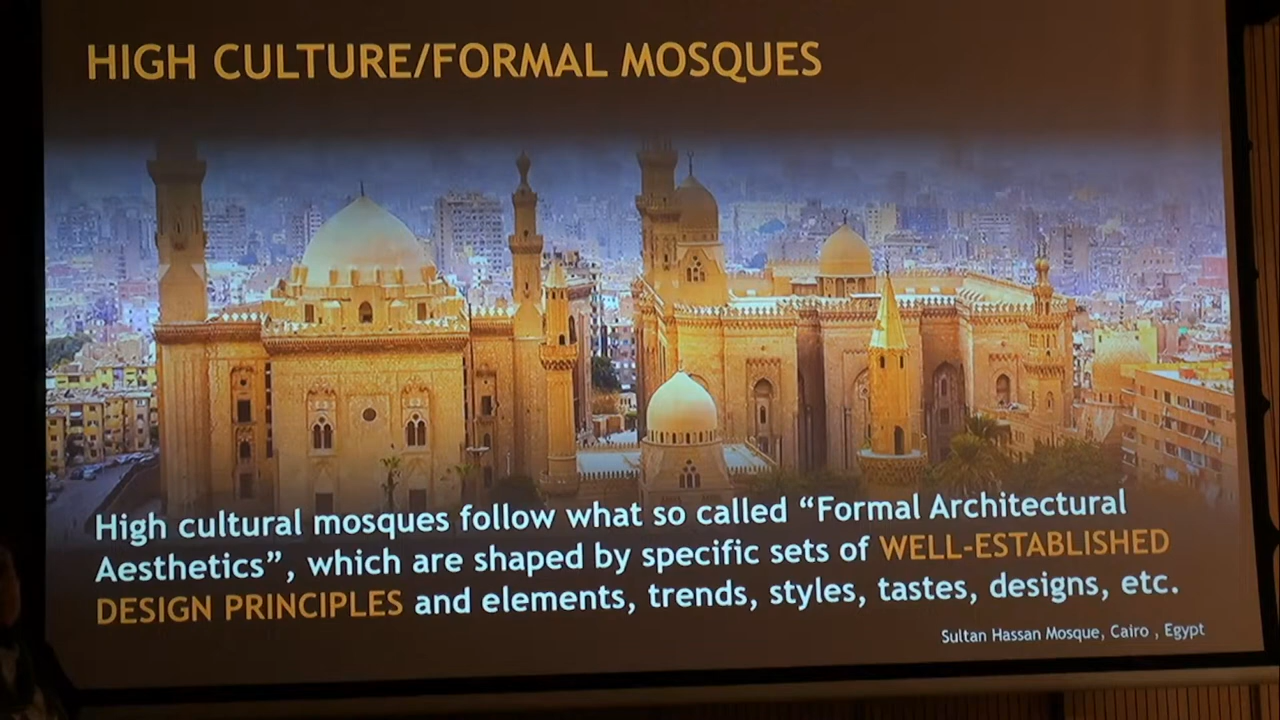 HIGH CULTURE/FORMAL MOSQUES
High cultural mosques follow what so called “Formal Architectural
Aesthetics”, which are shaped by specific sets of WELL-ESTABLISHED
DESIGN PRINCIPLES and elements, trends, styles, tastes, designs, etc.
Sultan Hassan Mosque, Cairo , Egypt